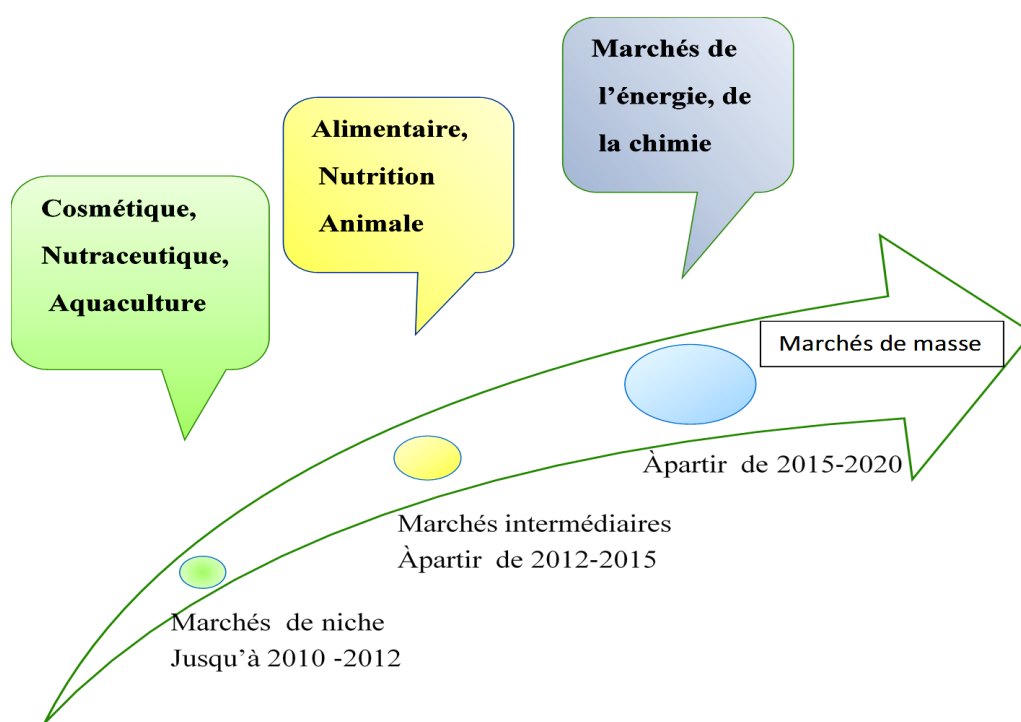 Marchés de
l’énergie, de
la chimie
Alimentaire,
Nutrition
Animale
Cosmétique,
Nutraceutique,
Aquaculture
Marchés de masse
Àpartir de 2015-2020
Marchés intermédiaires
Àpartir de 2012-2015
Marchés de niche
Jusqu’à 2010 -2012